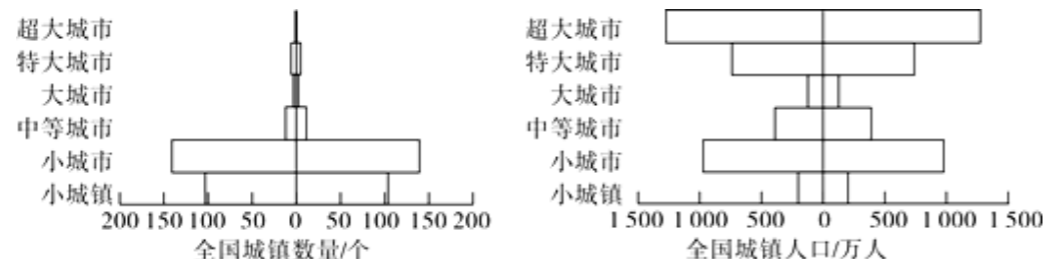 超大城市
特大城市
大城市
中等城市
小城市
小城镇
200 150 100 50 0 50 100 150 200
全国城镇数量/个
超大城市
特大城市
大城市
中等城市
小城市
小城镇
1 500 1 000 500 0 500 1 000 1 500
全国城镇人口/万人